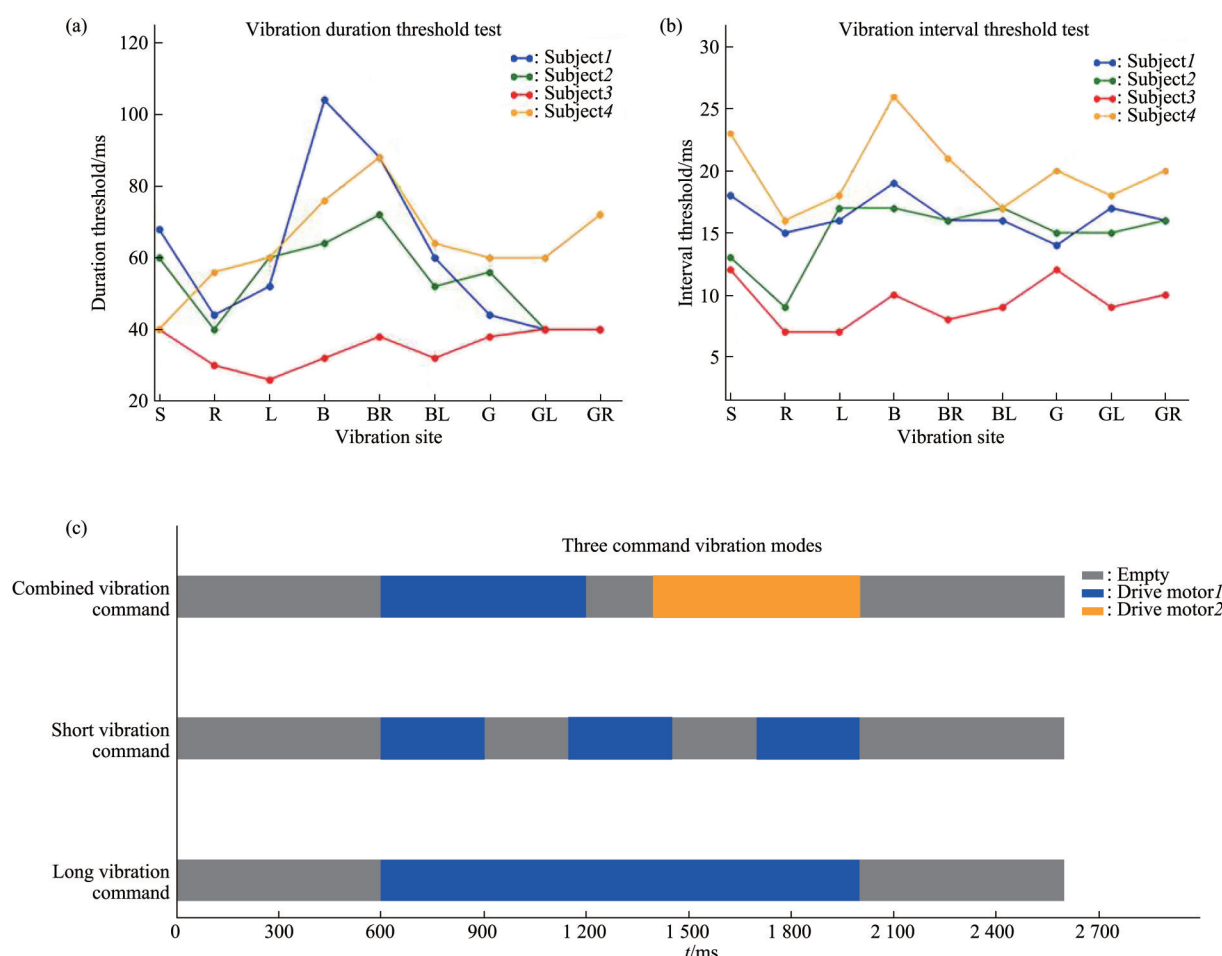 (a)
Vibration duration threshold test
120
100
80
60
40
20
Duration threshold/ms
: Subject1
: Subject2
: Subject3
: Subject4
S R L B BR BL G GL GR
Vibration site
(b)
Vibration interval threshold test
30
25
20
15
10
5
Interval threshold/ms
: Subject1
: Subject2
: Subject3
: Subject4
S R L B BR BL G GL GR
Vibration site
(c)
Three command vibration modes
Combined vibration
command
Short vibration
command
Long vibration
command
: Empty
: Drive motor1
: Drive motor2
0 300 600 900 1 200 1 500 1 800 2 100 2 400 2 700
t/ms